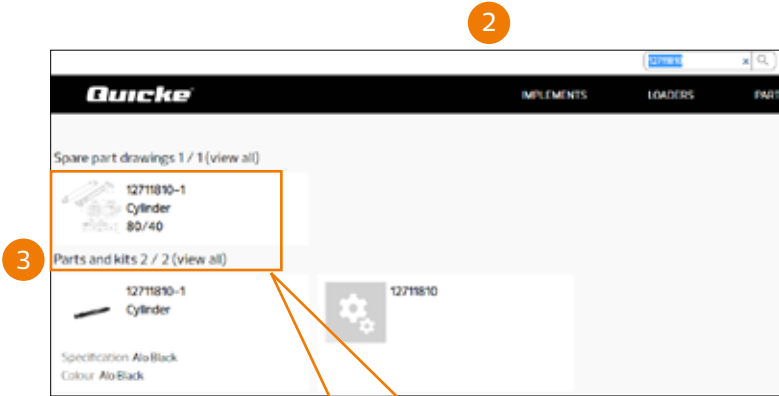 2
12711810 x
Quicke
IMPLEMENTS LOADERS PART
Spare part drawings 1 / 1 (view all)
12711810-1
Cylinder
80/40
3
Parts and kits 2 / 2 (view all)
12711810-1
Cylinder
12711810
Specification Alo Black
Colour Alo Black